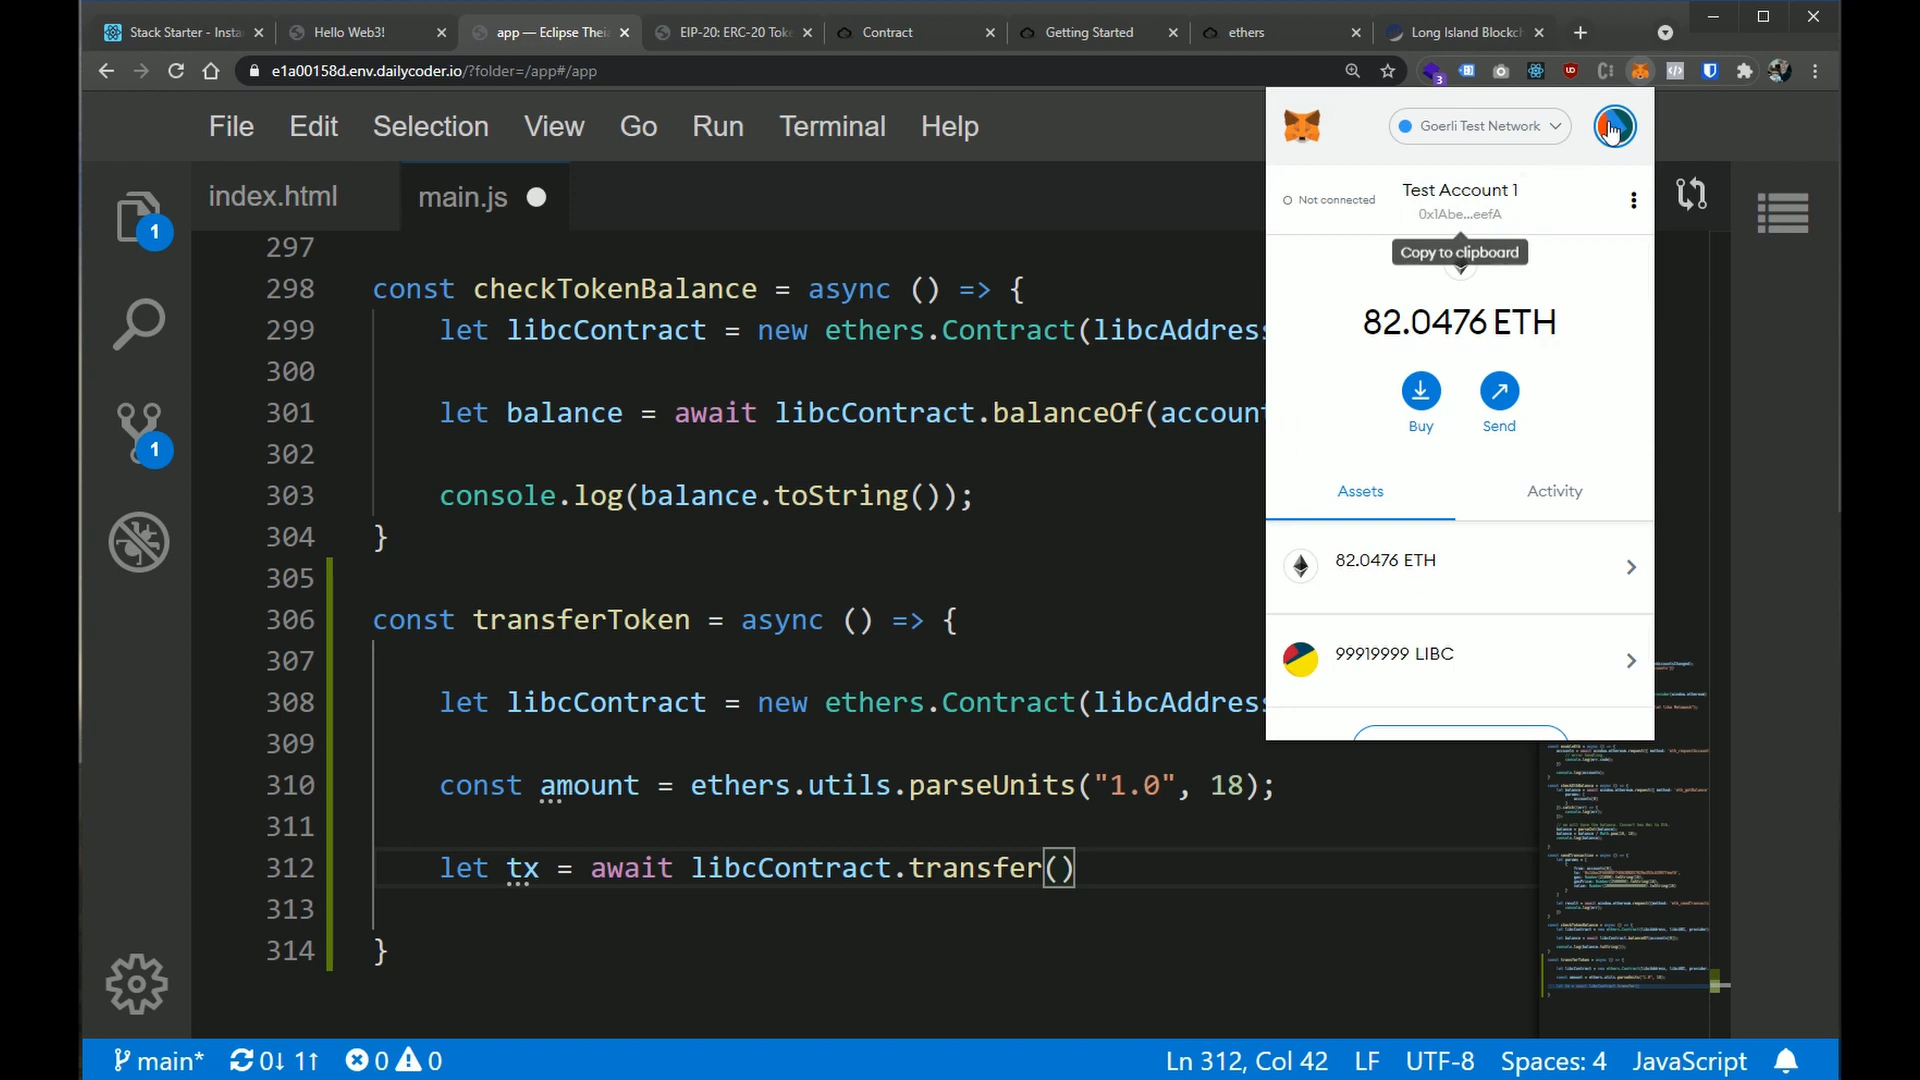 Stack Starter - Insta
Hello Web3!
app — Eclipse Thei
EIP-20: ERC-20 Tok
Contract
Getting Started
ethers
Long Island Blockch
e1a00158d.env.dailycoder.io/?folder=/app#/app
3
File Edit Selection View Go Run Terminal Help
Goerli Test Network
index.html
main.js
Not connected
Test Account 1
0x1Abe...eefA
Copy to clipboard
82.0476 ETH
Buy
Send
Assets
Activity
82.0476 ETH
99919999 LIBC
1
1
297
298 const checkTokenBalance = async () => {
299 let libcContract = new ethers.Contract(libcAddress
300
301 let balance = await libcContract.balanceOf(account
302
303 console.log(balance.toString());
304 }
305
306 const transferToken = async () => {
307
308 let libcContract = new ethers.Contract(libcAddress
309
310 const amount = ethers.utils.parseUnits("1.0", 18);
311
312 let tx = await libcContract.transfer()
313
314 }
main* 0↓ 1↑ 0 0
Ln 312, Col 42 LF UTF-8 Spaces: 4 JavaScript